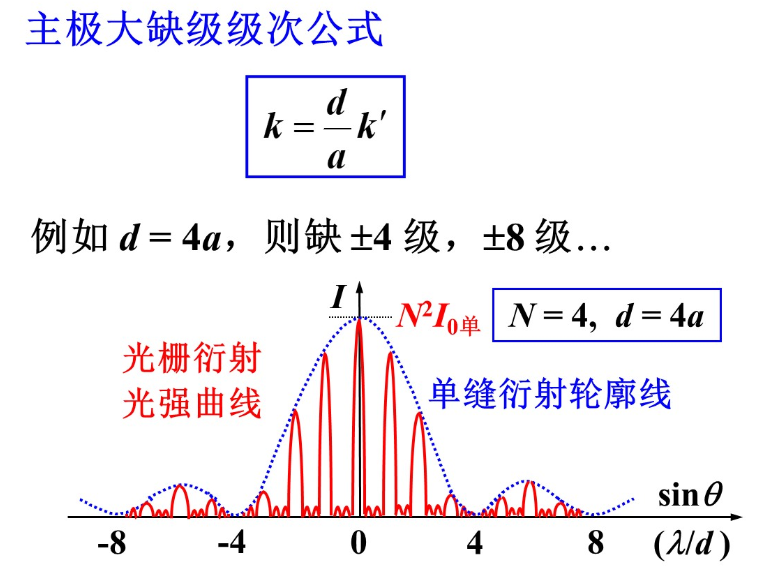 主极大缺级级次公式
k = d/a k′
例如 d = 4a，则缺 ±4 级，±8 级…
I
N²I₀单
N = 4, d = 4a
光栅衍射
光强曲线
单缝衍射轮廓线
sinθ
-8 -4 0 4 8 (λ/d)